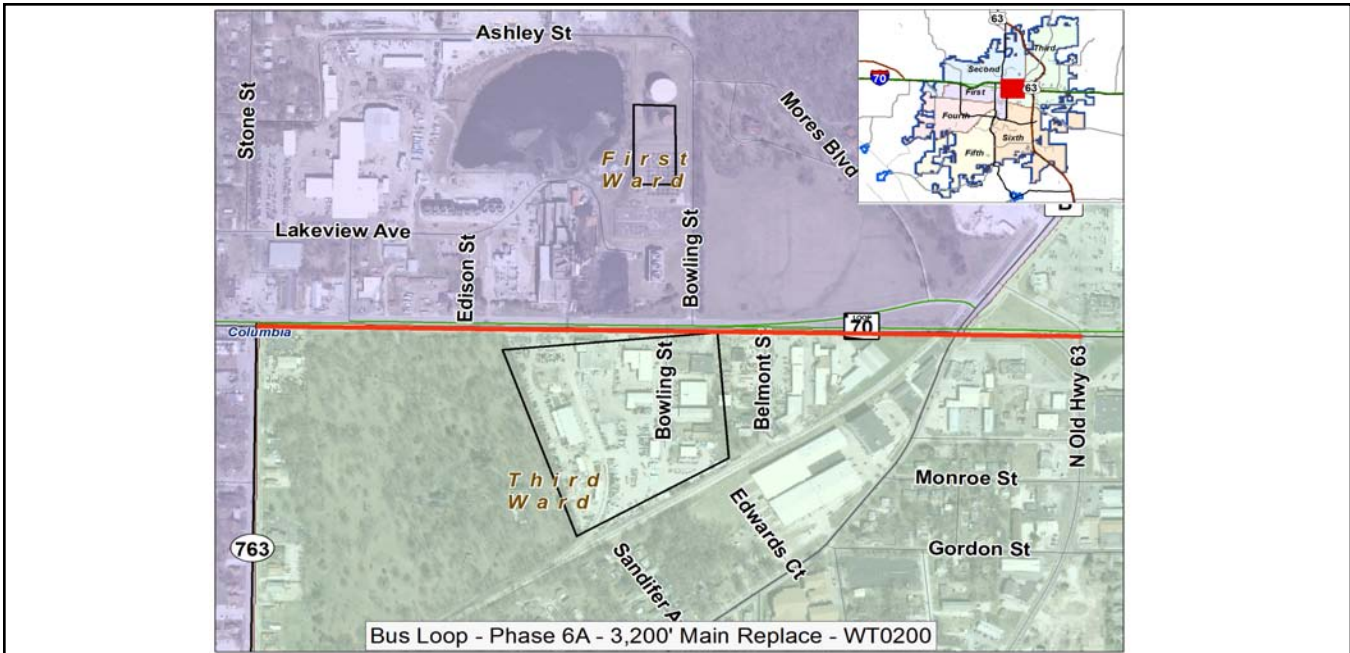 Ashley St
Stone St
Mores Blvd
First
Ward
Lakeview Ave
Edison St
Bowling St
63
Third
Second
70
First
63
Fourth
Sixth
Fifth
Columbia
LOOP
70
Bowling St
Belmont S
N Old Hwy 63
Third
Ward
Monroe St
Edwards Ct
Gordon St
763
Sandifer A
Bus Loop - Phase 6A - 3,200' Main Replace - WT0200